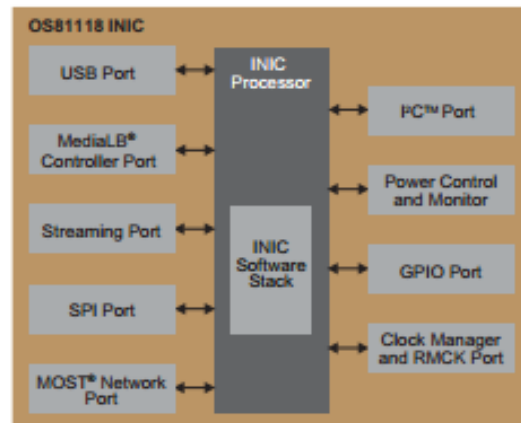 OS81118 INIC
USB Port
MediaLB®
Controller Port
Streaming Port
SPI Port
MOST® Network
Port
INIC
Processor
INIC
Software
Stack
I²C™ Port
Power Control
and Monitor
GPIO Port
Clock Manager
and RMCK Port